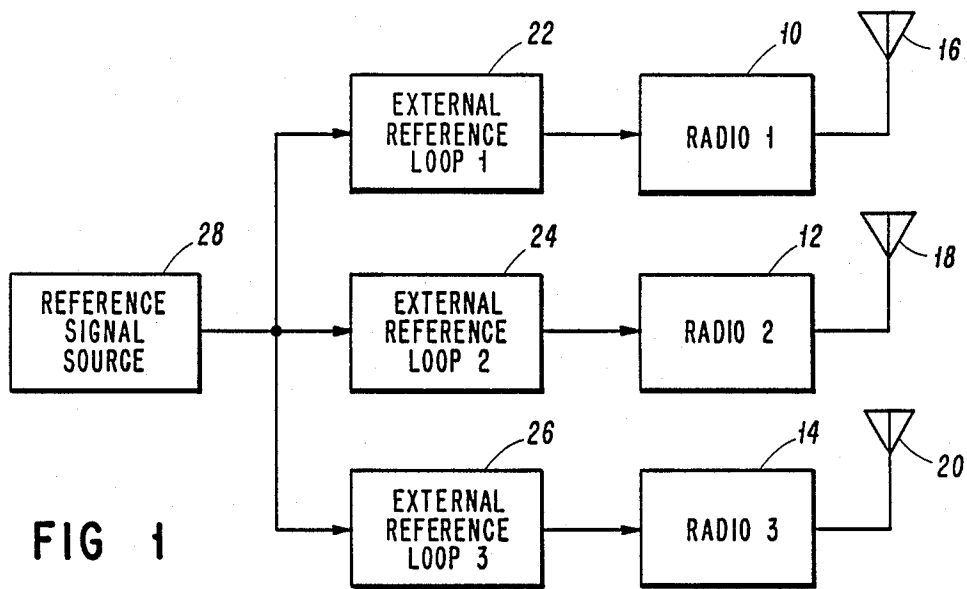 22
10
16
EXTERNAL
REFERENCE
LOOP 1
RADIO 1
28
24
12
18
REFERENCE
SIGNAL
SOURCE
EXTERNAL
REFERENCE
LOOP 2
RADIO 2
26
14
20
EXTERNAL
REFERENCE
LOOP 3
RADIO 3
FIG 1